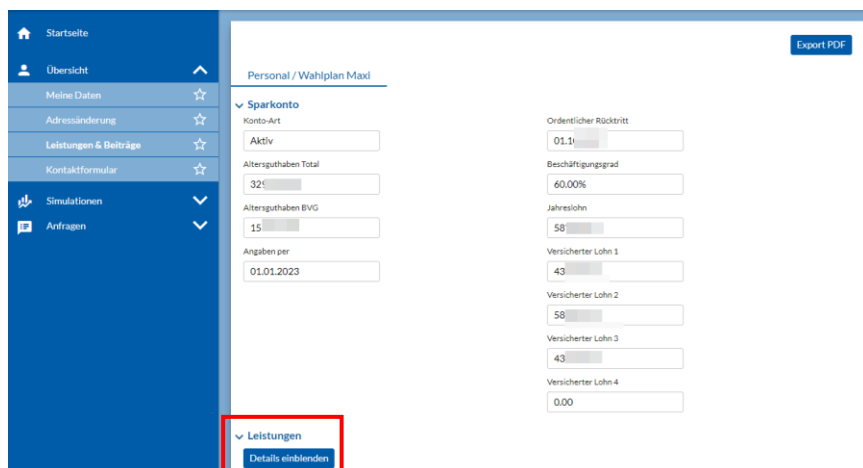 Startseite
Übersicht
Meine Daten
Adressänderung
Leistungen & Beiträge
Kontaktformular
Simulationen
Anfragen
Export PDF
Personal / Wahlplan Maxi
Sparkonto
Konto-Art
Aktiv
Altersguthaben Total
Altersguthaben BVG
Angaben per
01.01.2023
Ordentlicher Rücktritt
Beschäftigungsgrad
60.00%
Jahreslohn
Versicherter Lohn 1
Versicherter Lohn 2
Versicherter Lohn 3
Versicherter Lohn 4
0.00
Leistungen
Details einblenden